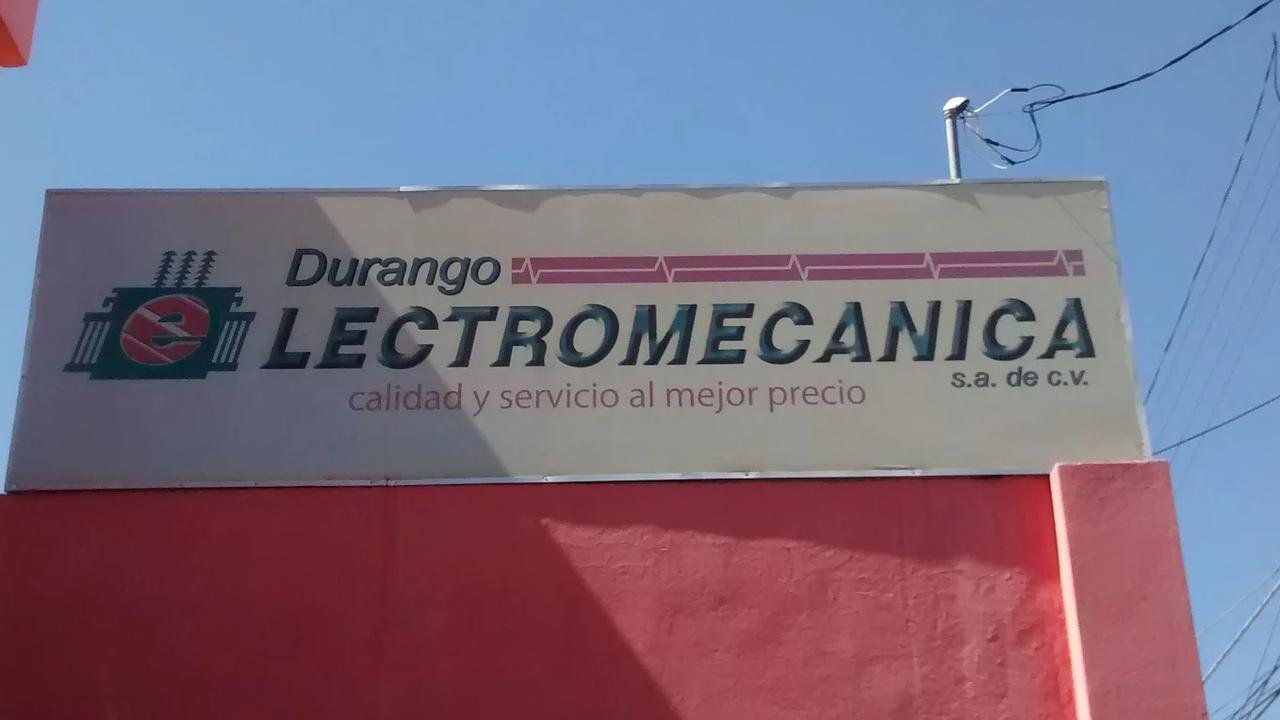 Durango
e LECTROMECANICA
s.a. de c.v.
calidad y servicio al mejor precio